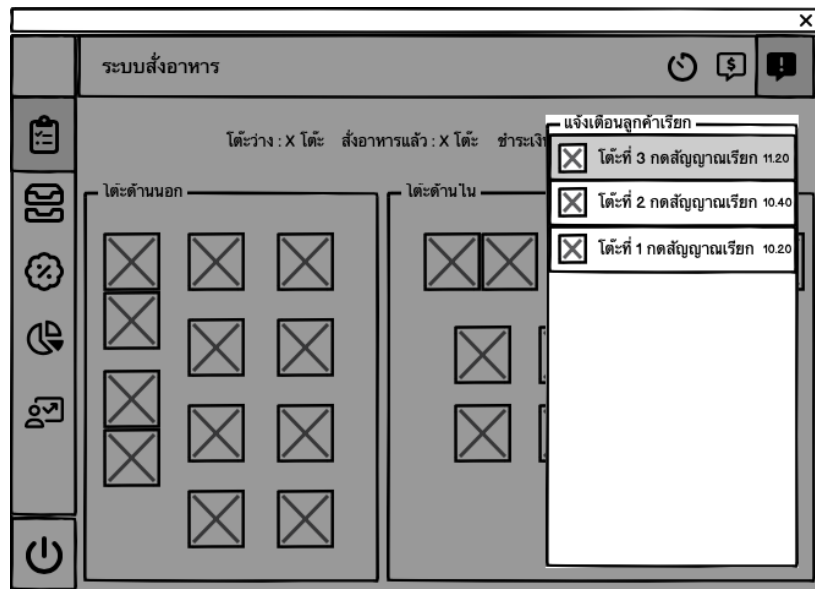 ระบบสั่งอาหาร
$
!
โต๊ะว่าง : X โต๊ะ สั่งอาหารแล้ว : X โต๊ะ
แจ้งเตือนลูกค้าเรียก
โต๊ะที่ 3 กดสัญญาณเรียก 11.20
โต๊ะที่ 2 กดสัญญาณเรียก 10.40
โต๊ะที่ 1 กดสัญญาณเรียก 10.20
โต๊ะด้านนอก
โต๊ะด้านใน
%